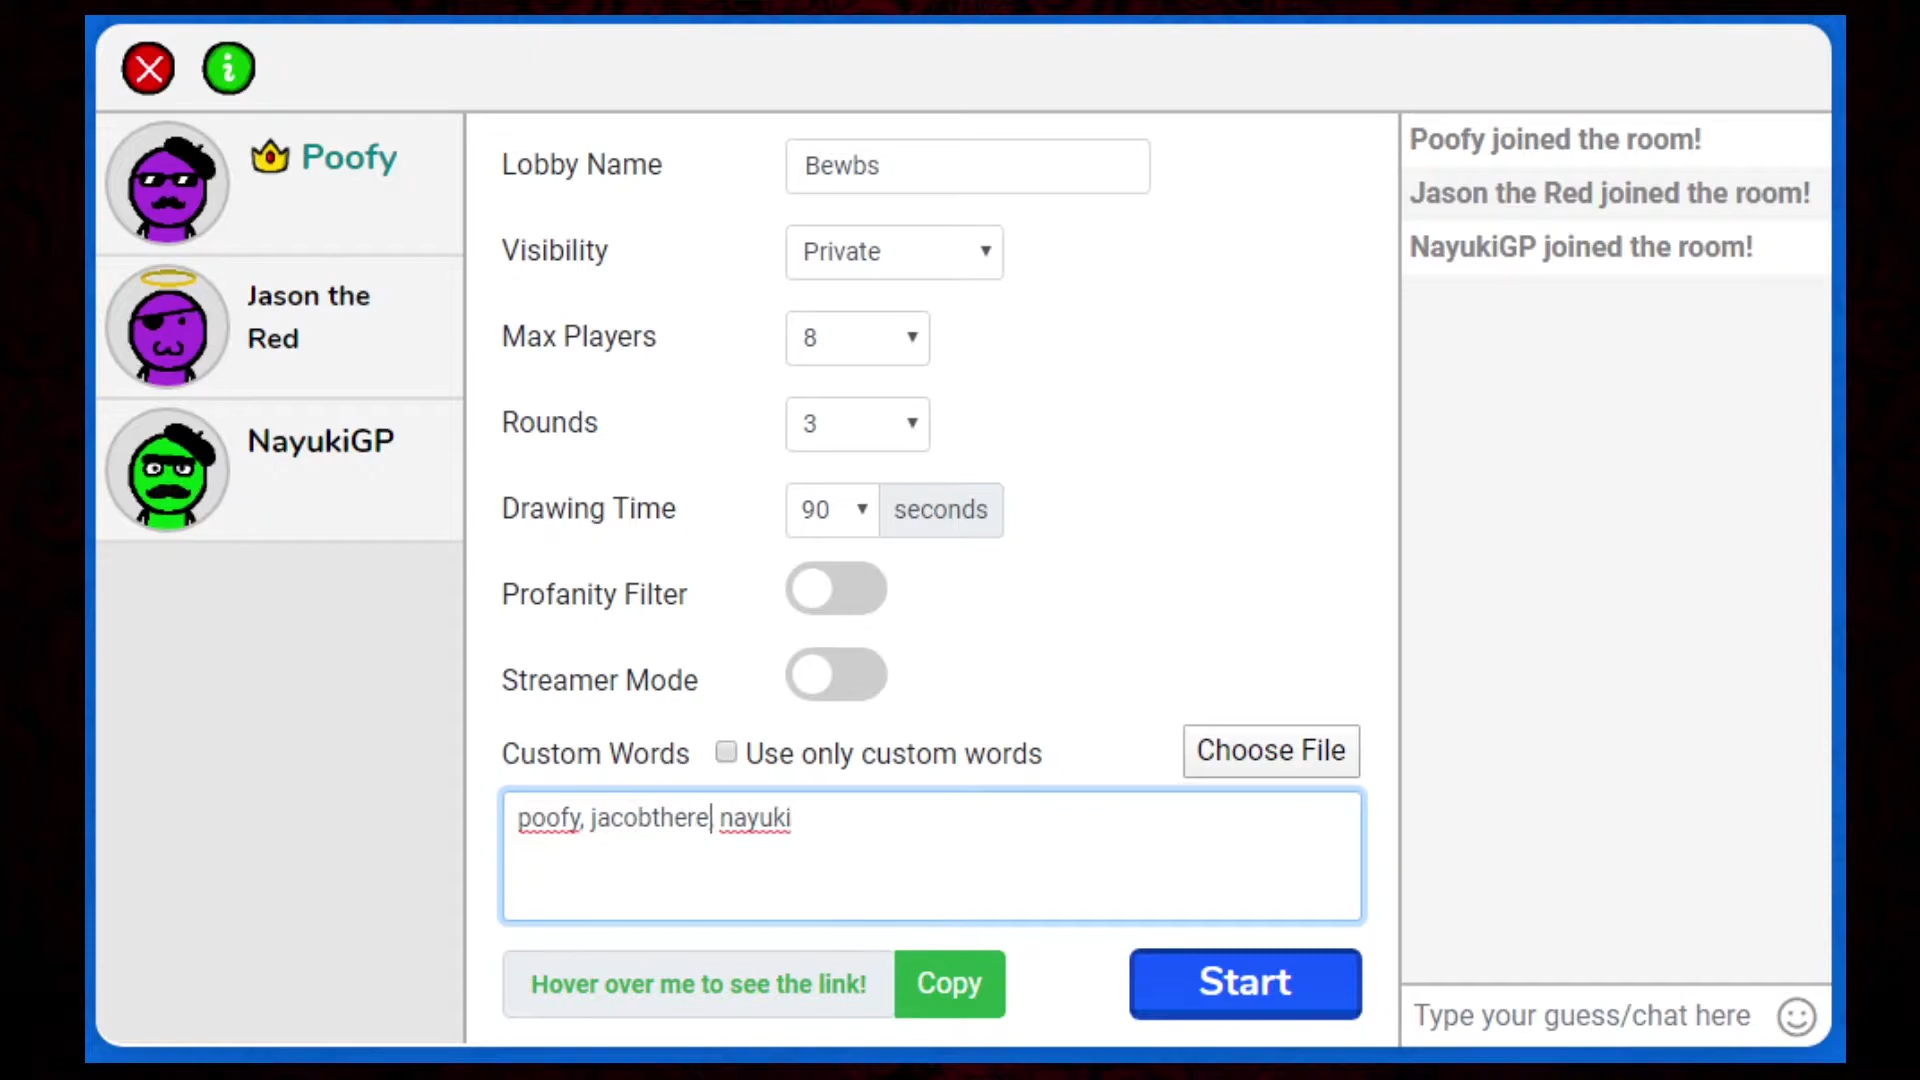 Poofy
Jason the
Red
NayukiGP
Lobby Name
Bewbs
Visibility
Private
Max Players
8
Rounds
3
Drawing Time
90
seconds
Profanity Filter
Streamer Mode
Custom Words
Use only custom words
Choose File
poofy, jacobthere nayuki
Hover over me to see the link!
Copy
Start
Poofy joined the room!
Jason the Red joined the room!
NayukiGP joined the room!
Type your guess/chat here